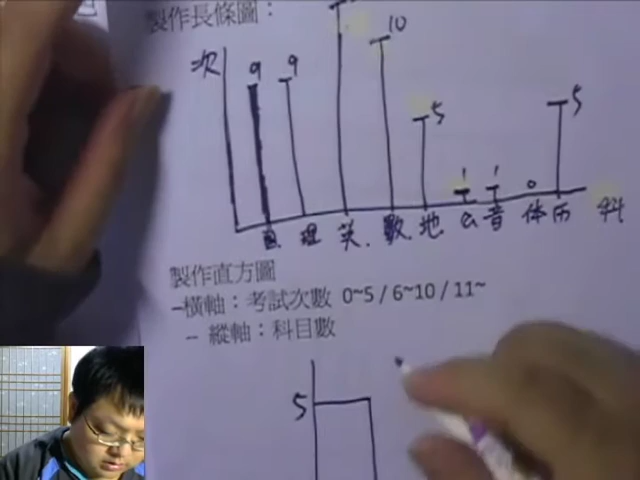 製作長條圖：
次 9 9 10 5 1 1 0 5
理 英 數 地 公 音 体 历 科
製作直方圖
–橫軸：考試次數 0~5 / 6~10 / 11~
– 縱軸：科目數
5